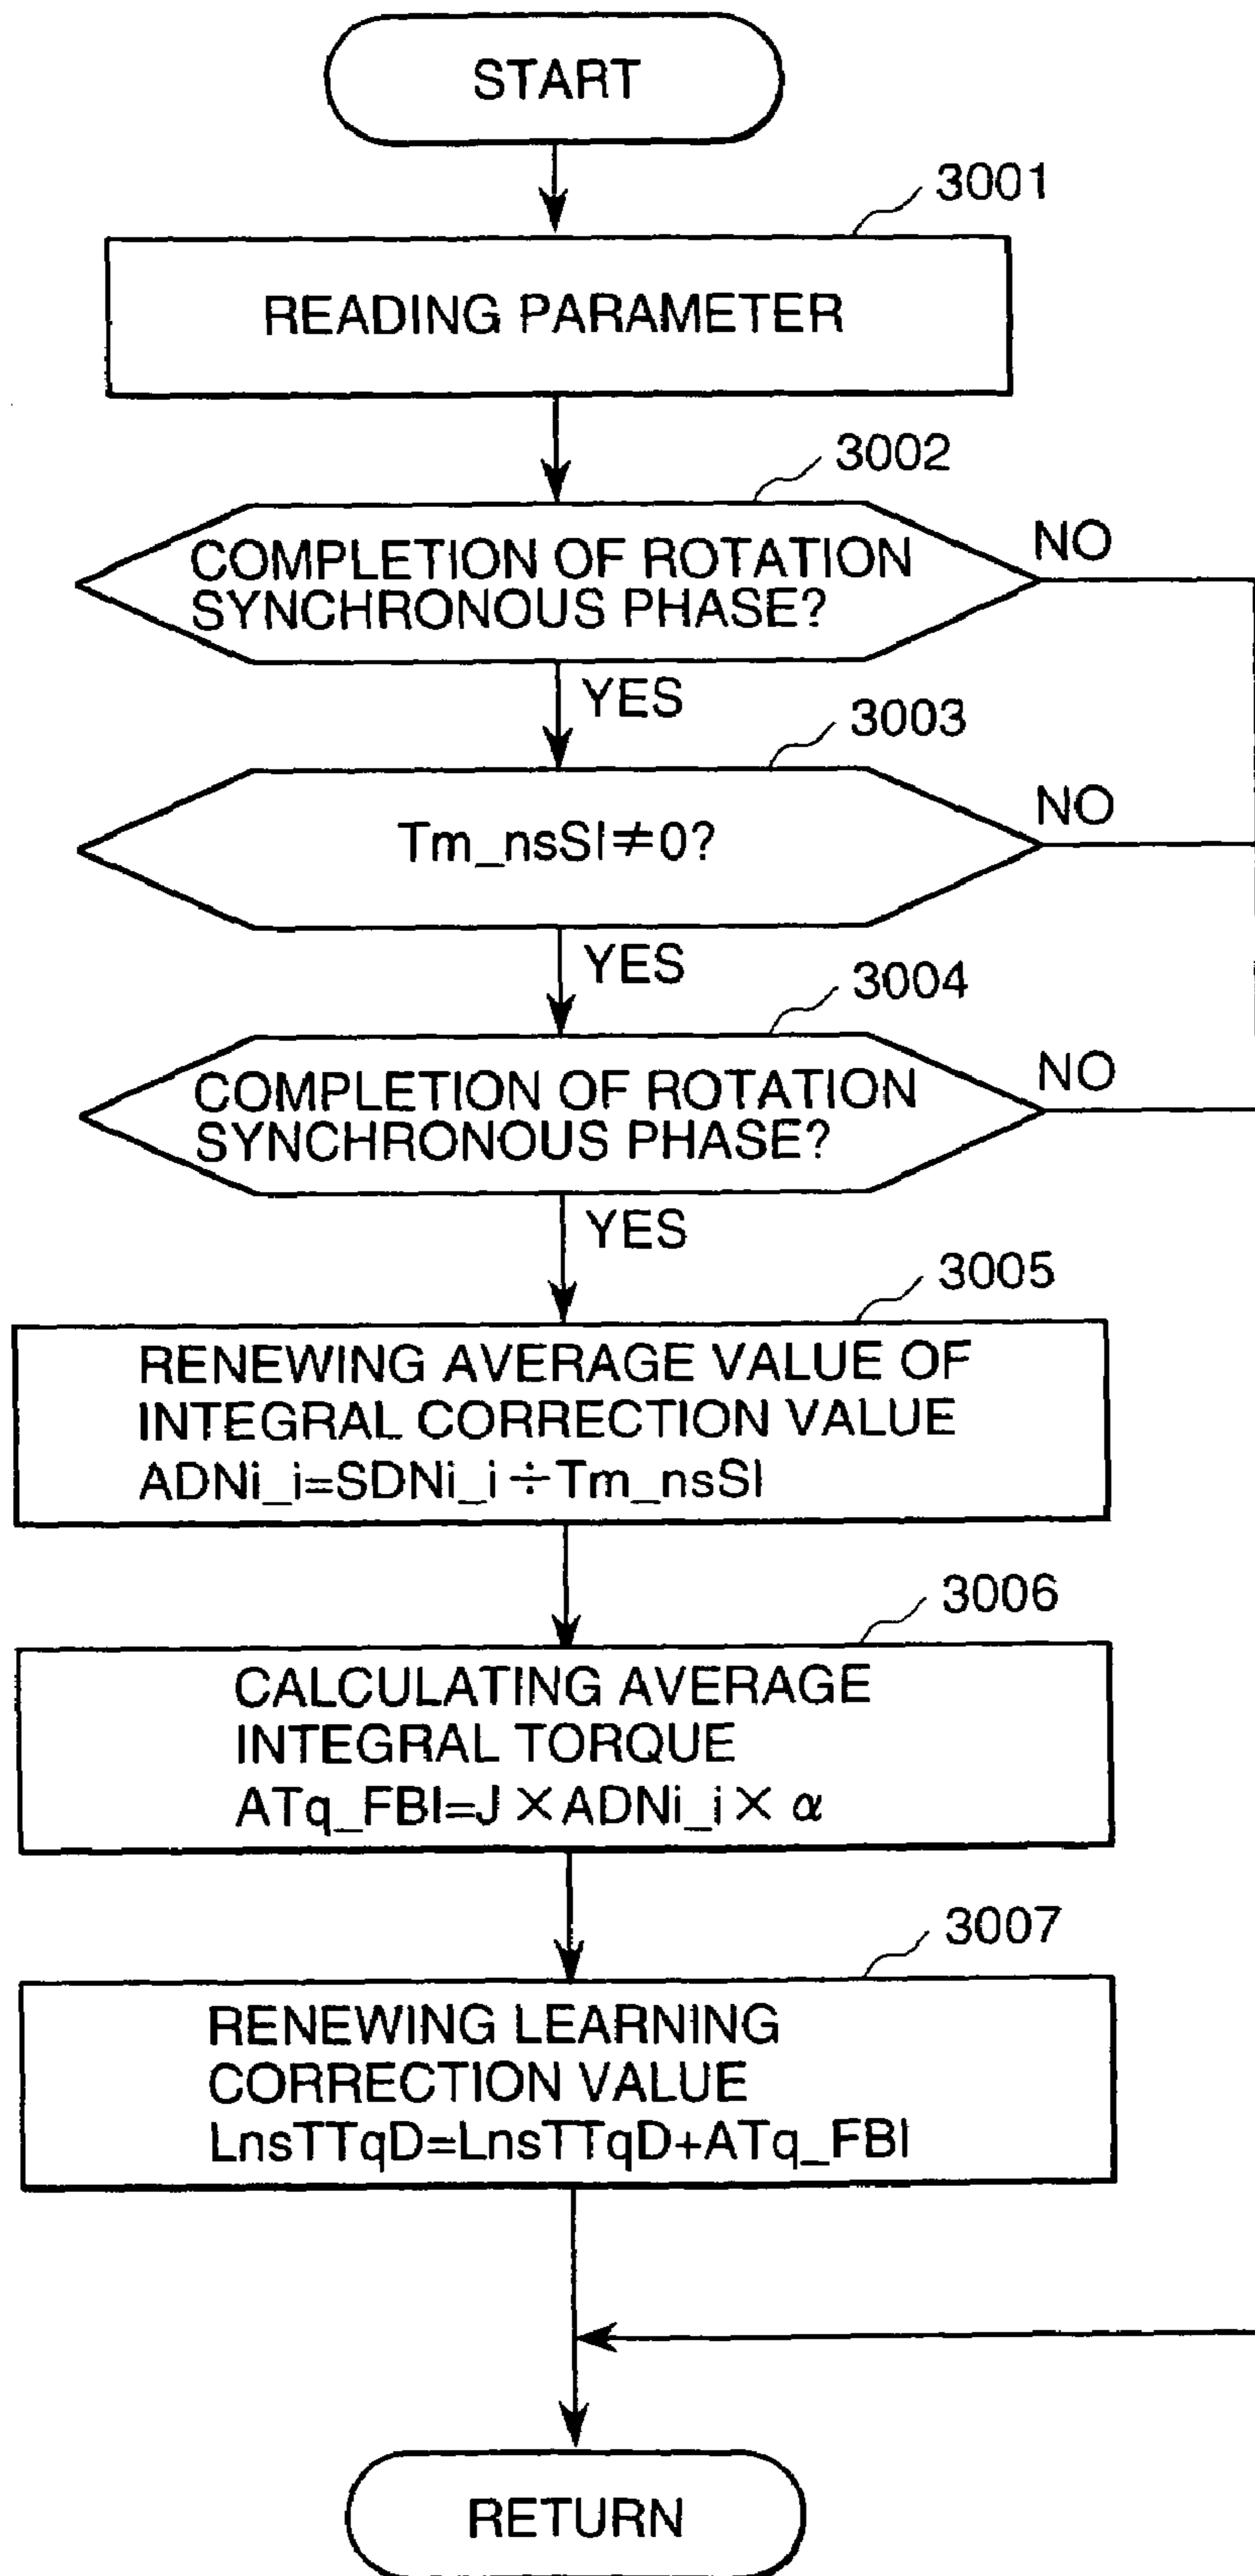 START
3001
READING PARAMETER
3002
COMPLETION OF ROTATION
SYNCHRONOUS PHASE?
NO
YES
3003
Tm_nsSI≠0?
NO
YES
3004
COMPLETION OF ROTATION
SYNCHRONOUS PHASE?
NO
YES
3005
RENEWING AVERAGE VALUE OF
INTEGRAL CORRECTION VALUE
ADNi_i=SDNi_i÷Tm_nsSI
3006
CALCULATING AVERAGE
INTEGRAL TORQUE
ATq_FBI=J×ADNi_i×α
3007
RENEWING LEARNING
CORRECTION VALUE
LnsTTqD=LnsTTqD+ATq_FBI
RETURN